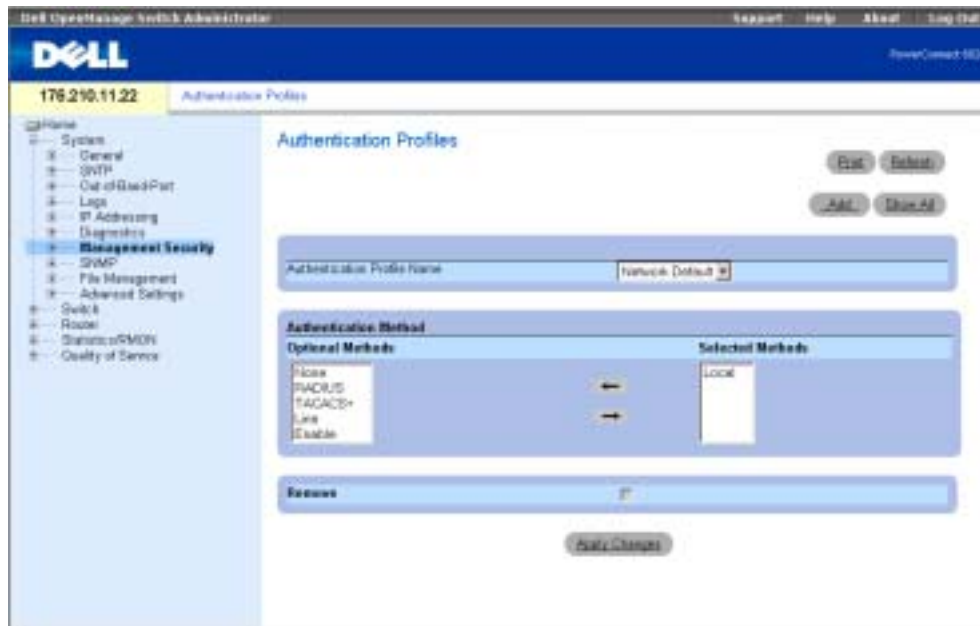 Dell OpenManage Switch Administrator
Support Help About Log Out
DELL
PowerConnect 602
176.210.11.22
Authentication Profiles
Home
System
General
SNTP
Out of Band Port
Logs
IP Addressing
Diagnostics
Management Security
SNMP
File Management
Advanced Settings
Switch
Router
Statistics/RMON
Quality of Service
Authentication Profiles
Print Refresh
Add Show All
Authentication Profile Name
Network Default
Authentication Method
Optional Methods
Selected Methods
None
RADIUS
TACACS+
Line
Enable
Local
Remove
Apply Changes